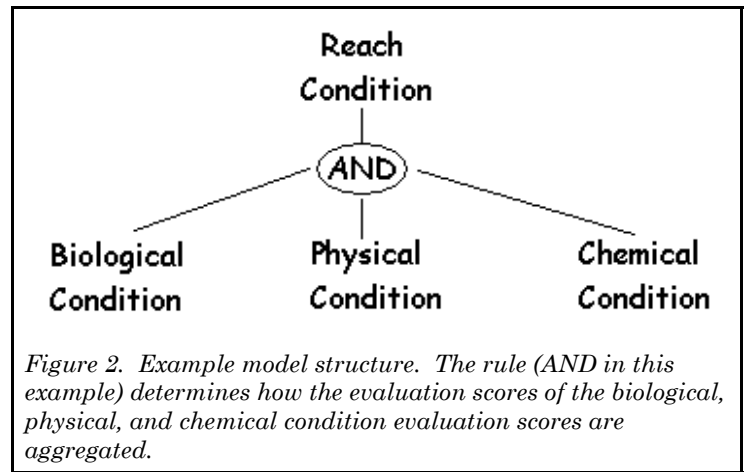 Reach
Condition
AND
Biological Physical Chemical
Condition Condition Condition
Figure 2. Example model structure. The rule (AND in this
example) determines how the evaluation scores of the biological,
physical, and chemical condition evaluation scores are
aggregated.